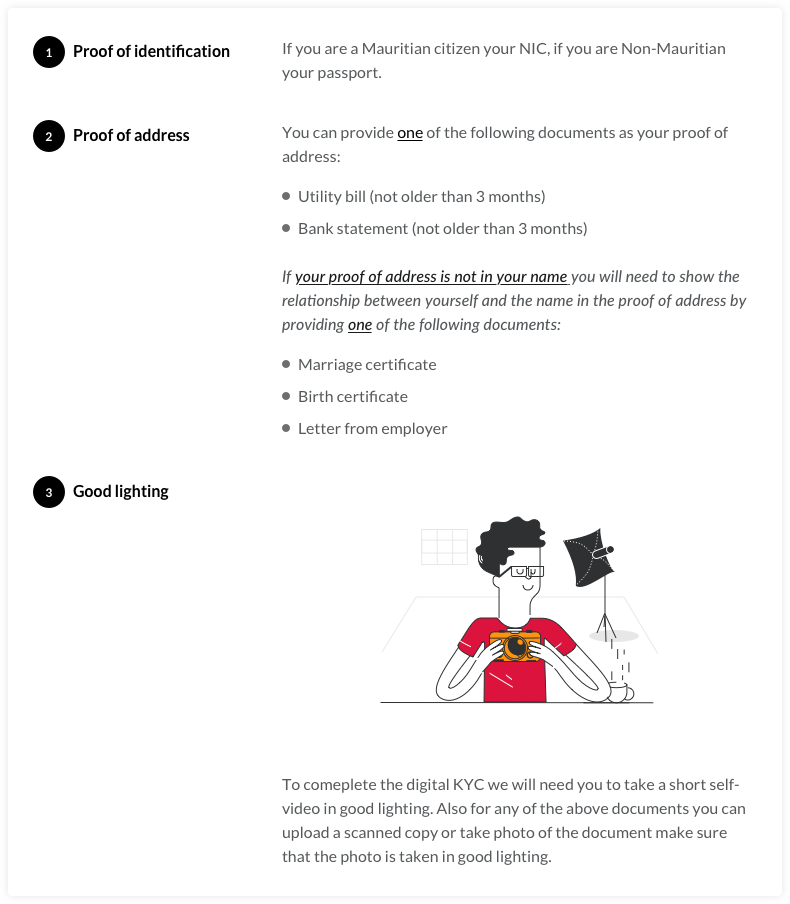 1 Proof of identification
If you are a Mauritian citizen your NIC, if you are Non-Mauritian
your passport.
2 Proof of address
You can provide one of the following documents as your proof of
address:
Utility bill (not older than 3 months)
Bank statement (not older than 3 months)
If your proof of address is not in your name you will need to show the
relationship between yourself and the name in the proof of address by
providing one of the following documents:
Marriage certificate
Birth certificate
Letter from employer
3 Good lighting
To comeplete the digital KYC we will need you to take a short self-
video in good lighting. Also for any of the above documents you can
upload a scanned copy or take photo of the document make sure
that the photo is taken in good lighting.